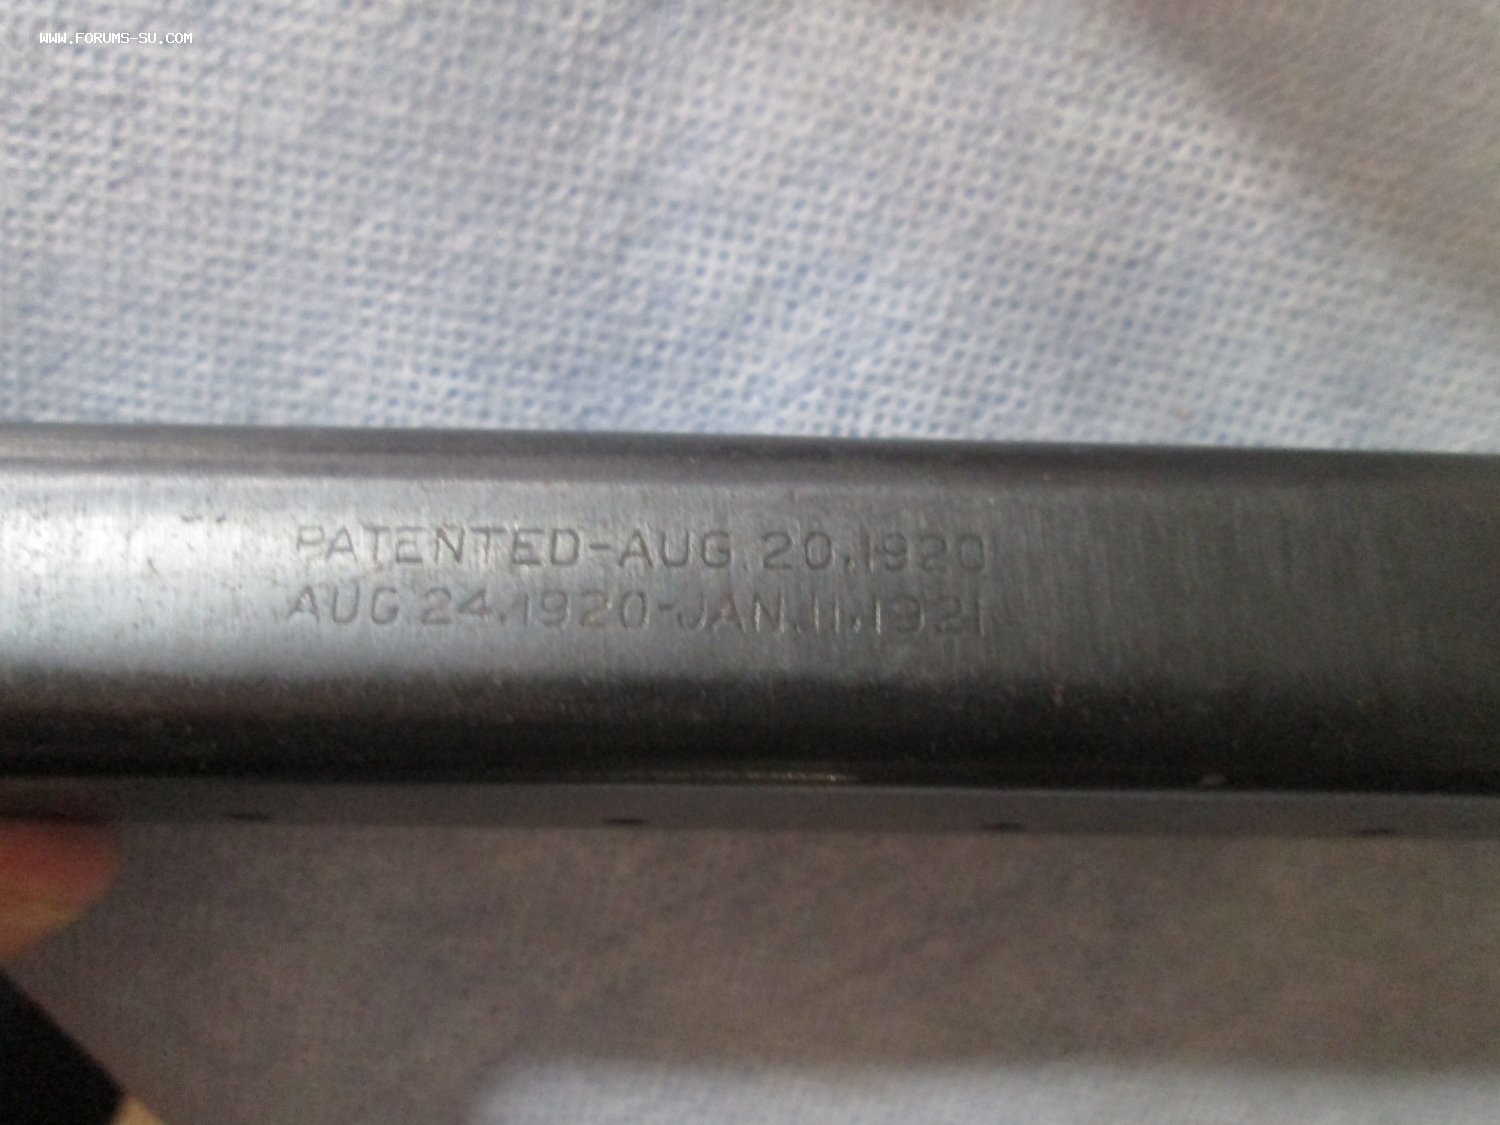 WWW.FORUMS-SU.COM
PATENTED-AUG. 20,1920
AUG.24,1920-JAN.11,1921